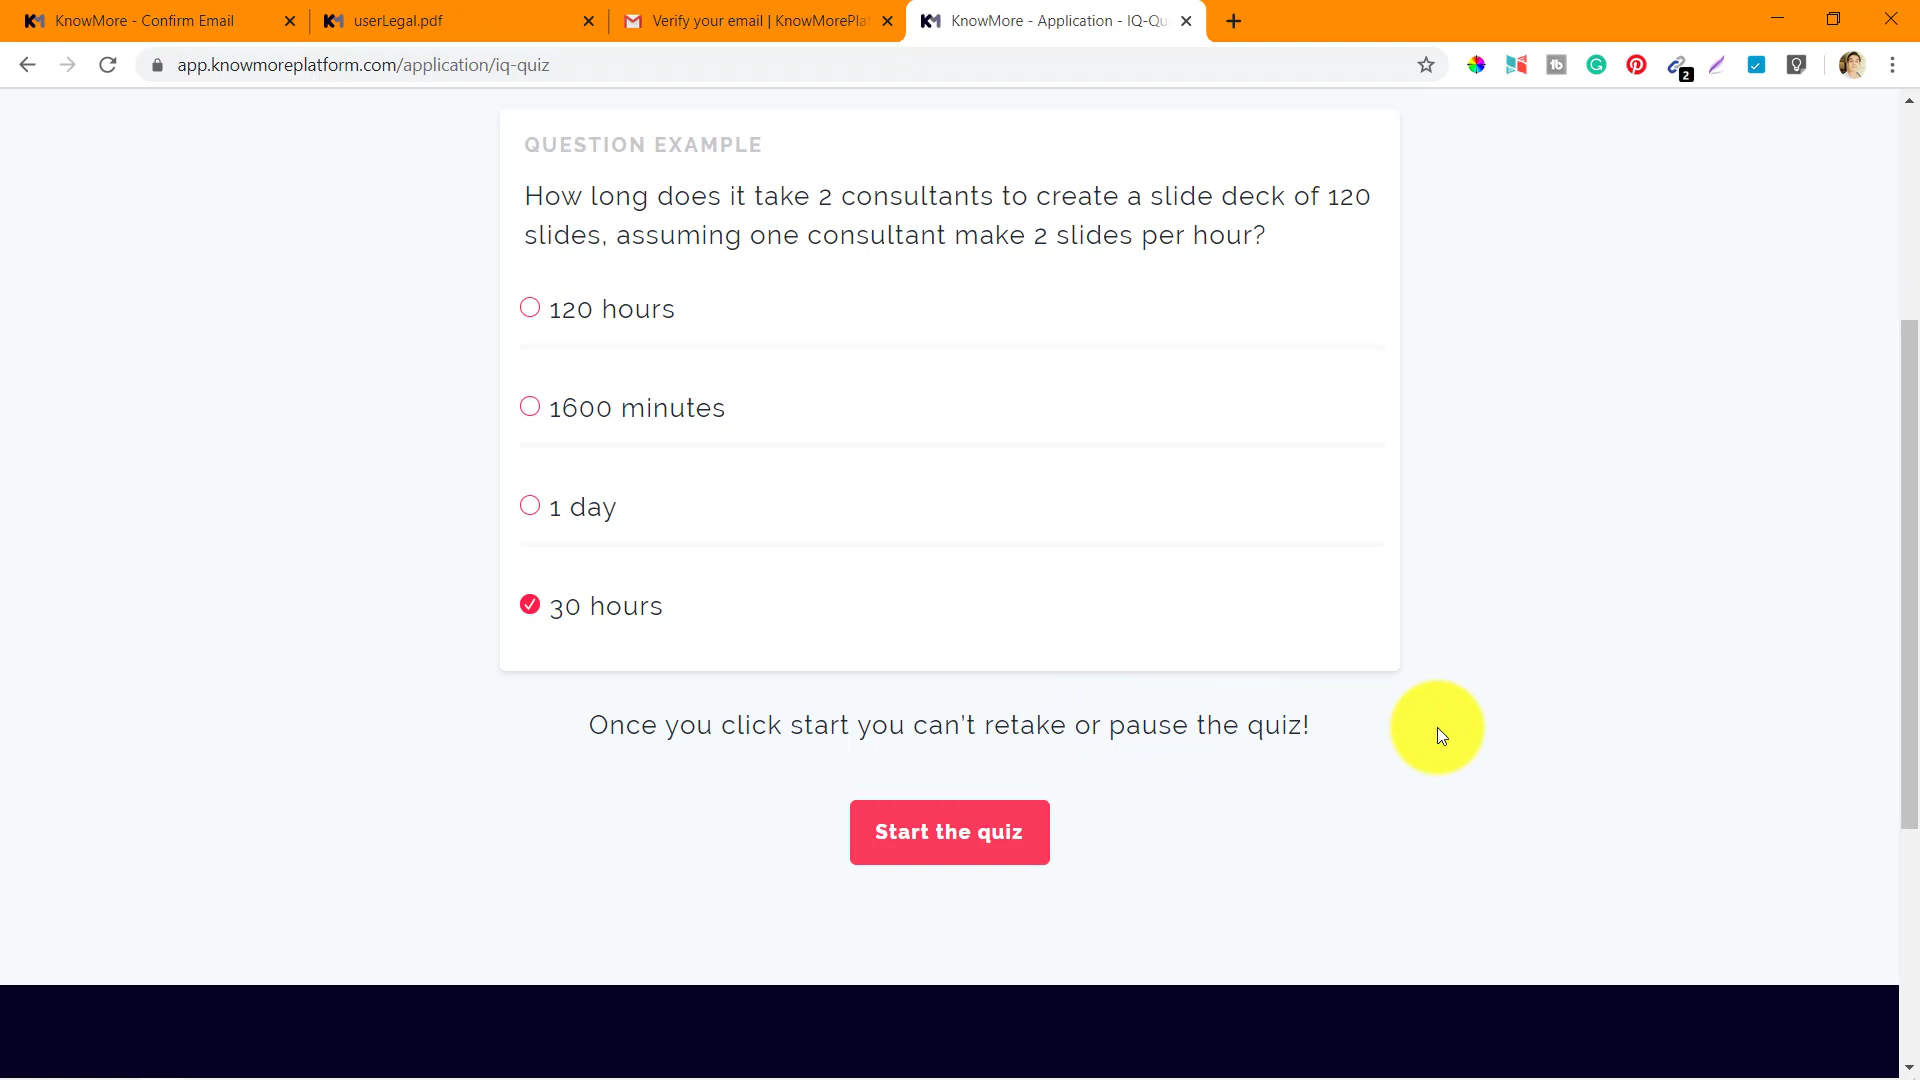 KnowMore - Confirm Email
userLegal.pdf
Verify your email | KnowMorePla
KnowMore - Application - IQ-Qu
app.knowmoreplatform.com/application/iq-quiz
2
QUESTION EXAMPLE
How long does it take 2 consultants to create a slide deck of 120
slides, assuming one consultant make 2 slides per hour?
120 hours
1600 minutes
1 day
30 hours
Once you click start you can’t retake or pause the quiz!
Start the quiz